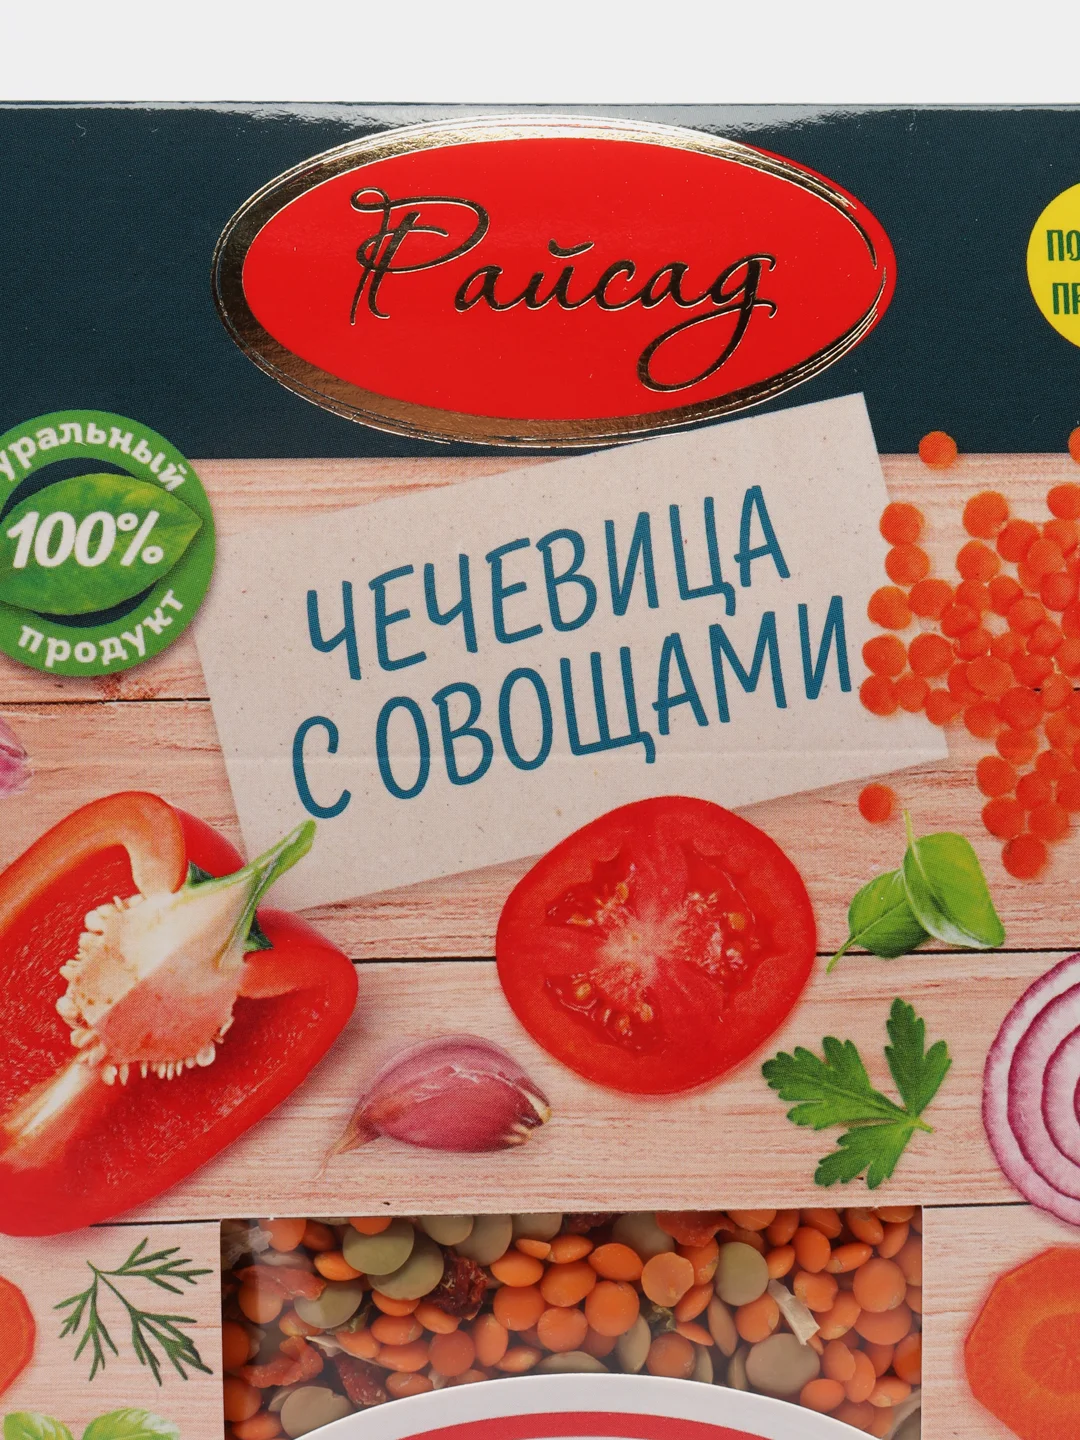 Райсад
100%
продукт
ЧЕЧЕВИЦА
С ОВОЩАМИ